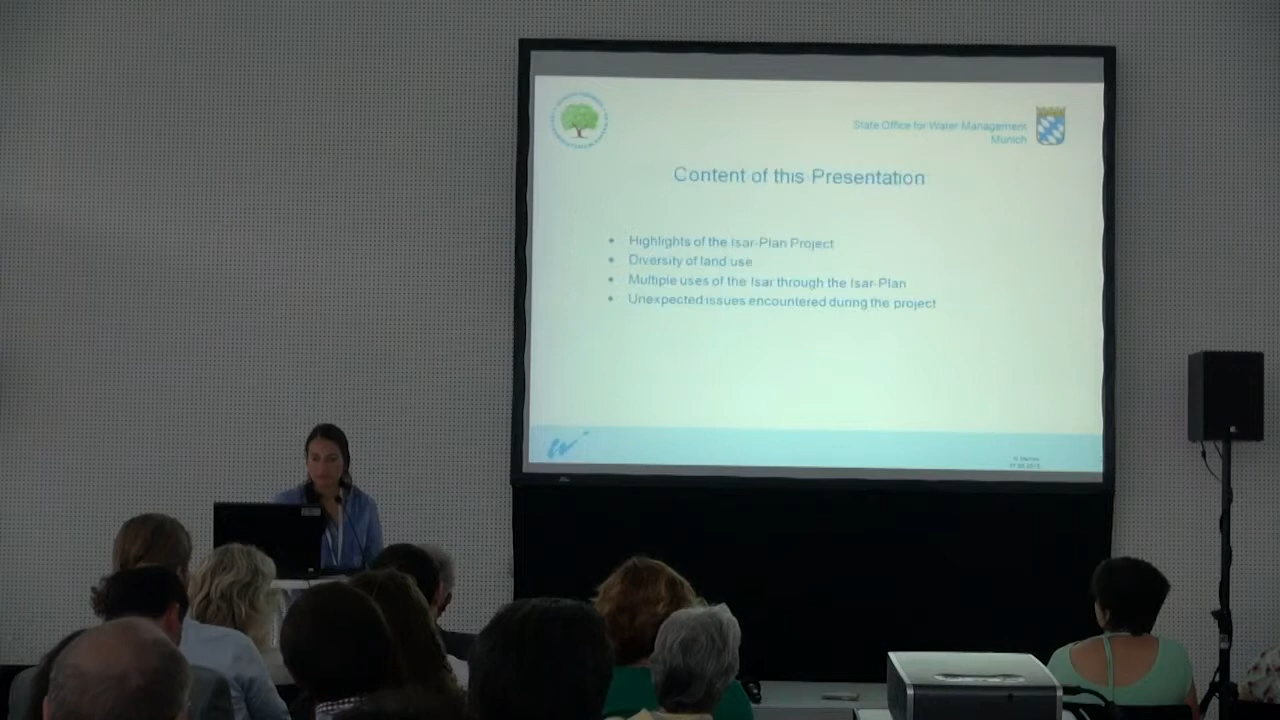 State Office for Water Management
Munich
Content of this Presentation
• Highlights of the Isar-Plan Project
• Diversity of land use
• Multiple uses of the Isar through the Isar-Plan
• Unexpected issues encountered during the project